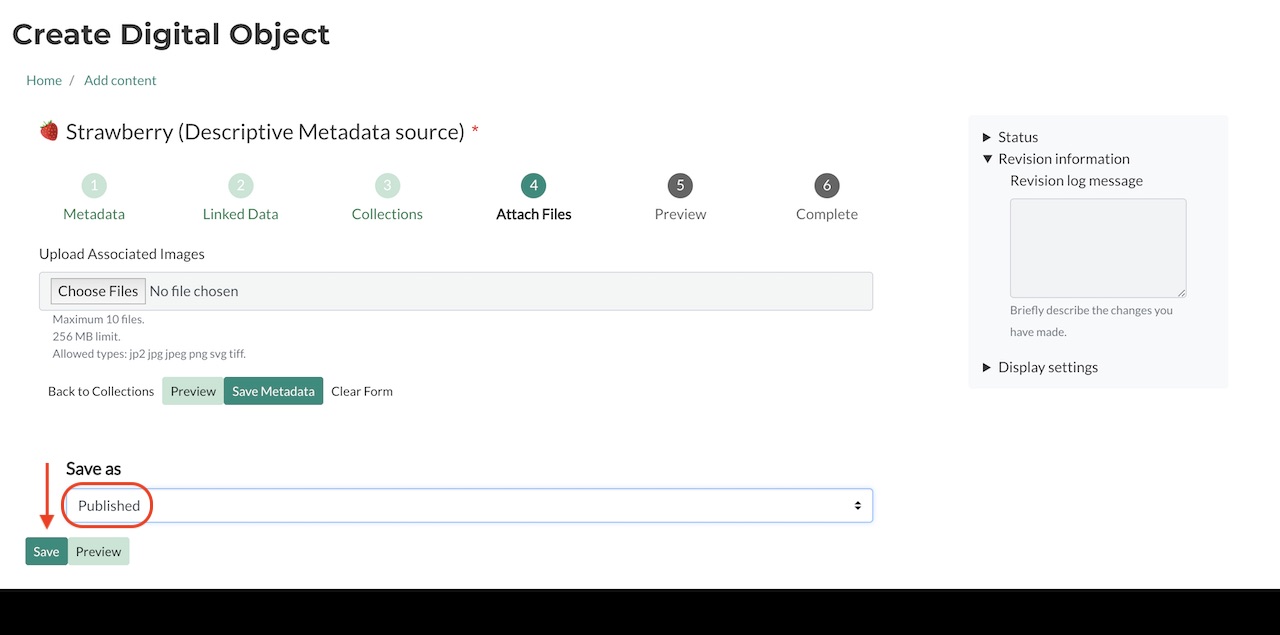 Create Digital Object
Home / Add content
Strawberry (Descriptive Metadata source) *
1 2 3 4 5 6
Metadata Linked Data Collections Attach Files Preview Complete
Upload Associated Images
Choose Files No file chosen
Maximum 10 files.
256 MB limit.
Allowed types: jp2 jpg jpeg png svg tiff.
Back to Collections Preview Save Metadata Clear Form
Save as
Published
Save Preview
Status
Revision information
Revision log message
Briefly describe the changes you
have made.
Display settings